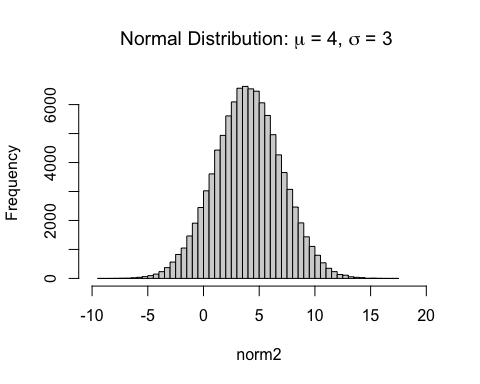 Normal Distribution: μ = 4, σ = 3
Frequency
6000
4000
2000
0
-10 -5 0 5 10 15 20
norm2